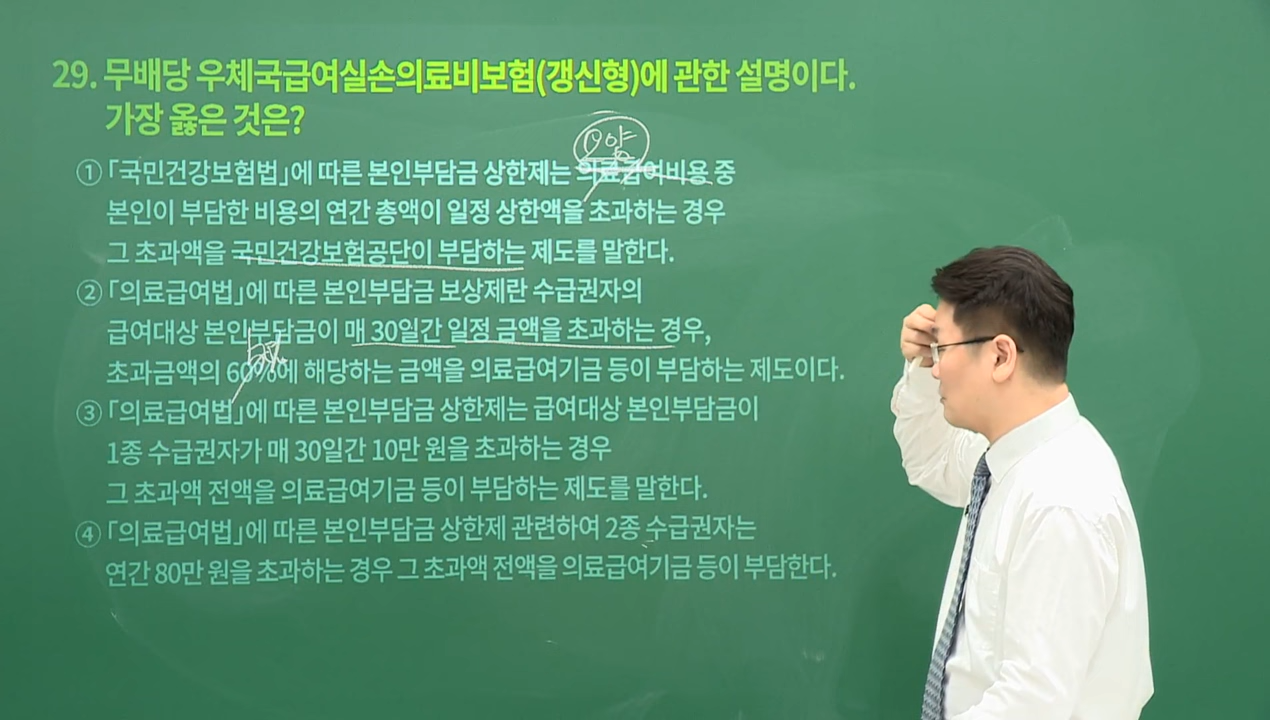 29. 무배당 우체국급여실손의료비보험(갱신형)에 관한 설명이다.
가장 옳은 것은?
요양
① 「국민건강보험법」에 따른 본인부담금 상한제는 의료급여비용 중
본인이 부담한 비용의 연간 총액이 일정 상한액을 초과하는 경우
그 초과액을 국민건강보험공단이 부담하는 제도를 말한다.
② 「의료급여법」에 따른 본인부담금 보상제란 수급권자의
급여대상 본인부담금이 매 30일간 일정 금액을 초과하는 경우,
초과금액의 60%에 해당하는 금액을 의료급여기금 등이 부담하는 제도이다.
③ 「의료급여법」에 따른 본인부담금 상한제는 급여대상 본인부담금이
1종 수급권자가 매 30일간 10만 원을 초과하는 경우
그 초과액 전액을 의료급여기금 등이 부담하는 제도를 말한다.
④ 「의료급여법」에 따른 본인부담금 상한제 관련하여 2종 수급권자는
연간 80만 원을 초과하는 경우 그 초과액 전액을 의료급여기금 등이 부담한다.